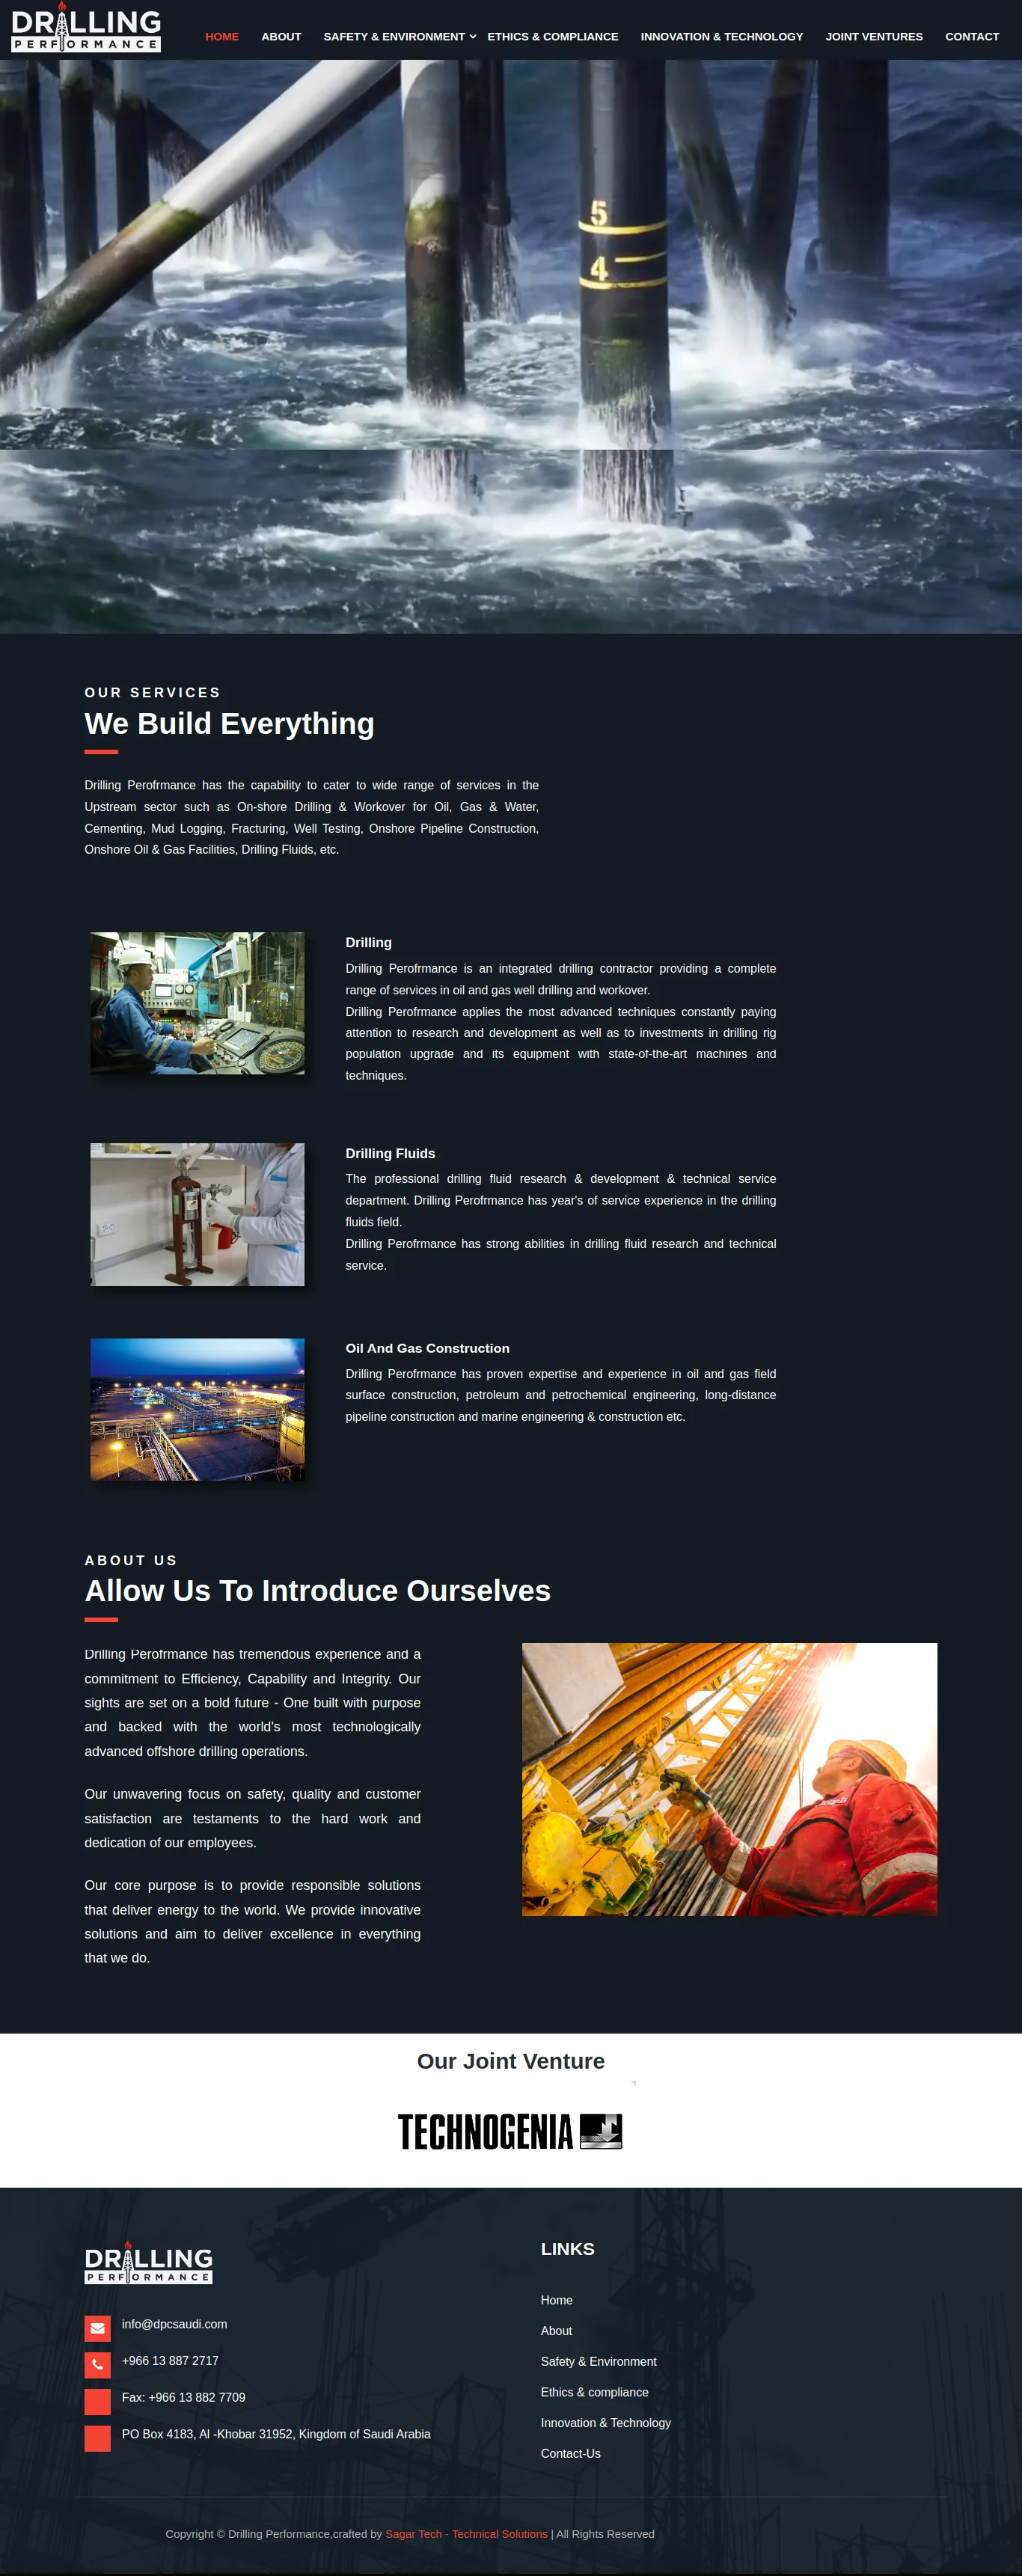 DRILLING
PERFORMANCE
HOME ABOUT SAFETY & ENVIRONMENT ETHICS & COMPLIANCE INNOVATION & TECHNOLOGY JOINT VENTURES CONTACT
5
4
OUR SERVICES
We Build Everything
Drilling Perofrmance has the capability to cater to wide range of services in the
Upstream sector such as On-shore Drilling & Workover for Oil, Gas & Water,
Cementing, Mud Logging, Fracturing, Well Testing, Onshore Pipeline Construction,
Onshore Oil & Gas Facilities, Drilling Fluids, etc.
Drilling
Drilling Perofrmance is an integrated drilling contractor providing a complete
range of services in oil and gas well drilling and workover.
Drilling Perofrmance applies the most advanced techniques constantly paying
attention to research and development as well as to investments in drilling rig
population upgrade and its equipment with state-of-the-art machines and
techniques.
Drilling Fluids
The professional drilling fluid research & development & technical service
department. Drilling Perofrmance has year's of service experience in the drilling
fluids field.
Drilling Perofrmance has strong abilities in drilling fluid research and technical
service.
Oil And Gas Construction
Drilling Perofrmance has proven expertise and experience in oil and gas field
surface construction, petroleum and petrochemical engineering, long-distance
pipeline construction and marine engineering & construction etc.
ABOUT US
Allow Us To Introduce Ourselves
Drilling Perofrmance has tremendous experience and a
commitment to Efficiency, Capability and Integrity. Our
sights are set on a bold future - One built with purpose
and backed with the world's most technologically
advanced offshore drilling operations.
Our unwavering focus on safety, quality and customer
satisfaction are testaments to the hard work and
dedication of our employees.
Our core purpose is to provide responsible solutions
that deliver energy to the world. We provide innovative
solutions and aim to deliver excellence in everything
that we do.
Our Joint Venture
TECHNOGENIA
DRILLING
PERFORMANCE
info@dpcsaudi.com
+966 13 887 2717
Fax: +966 13 882 7709
PO Box 4183, Al -Khobar 31952, Kingdom of Saudi Arabia
LINKS
Home
About
Safety & Environment
Ethics & compliance
Innovation & Technology
Contact-Us
Copyright © Drilling Performance,crafted by Sagar Tech - Technical Solutions | All Rights Reserved